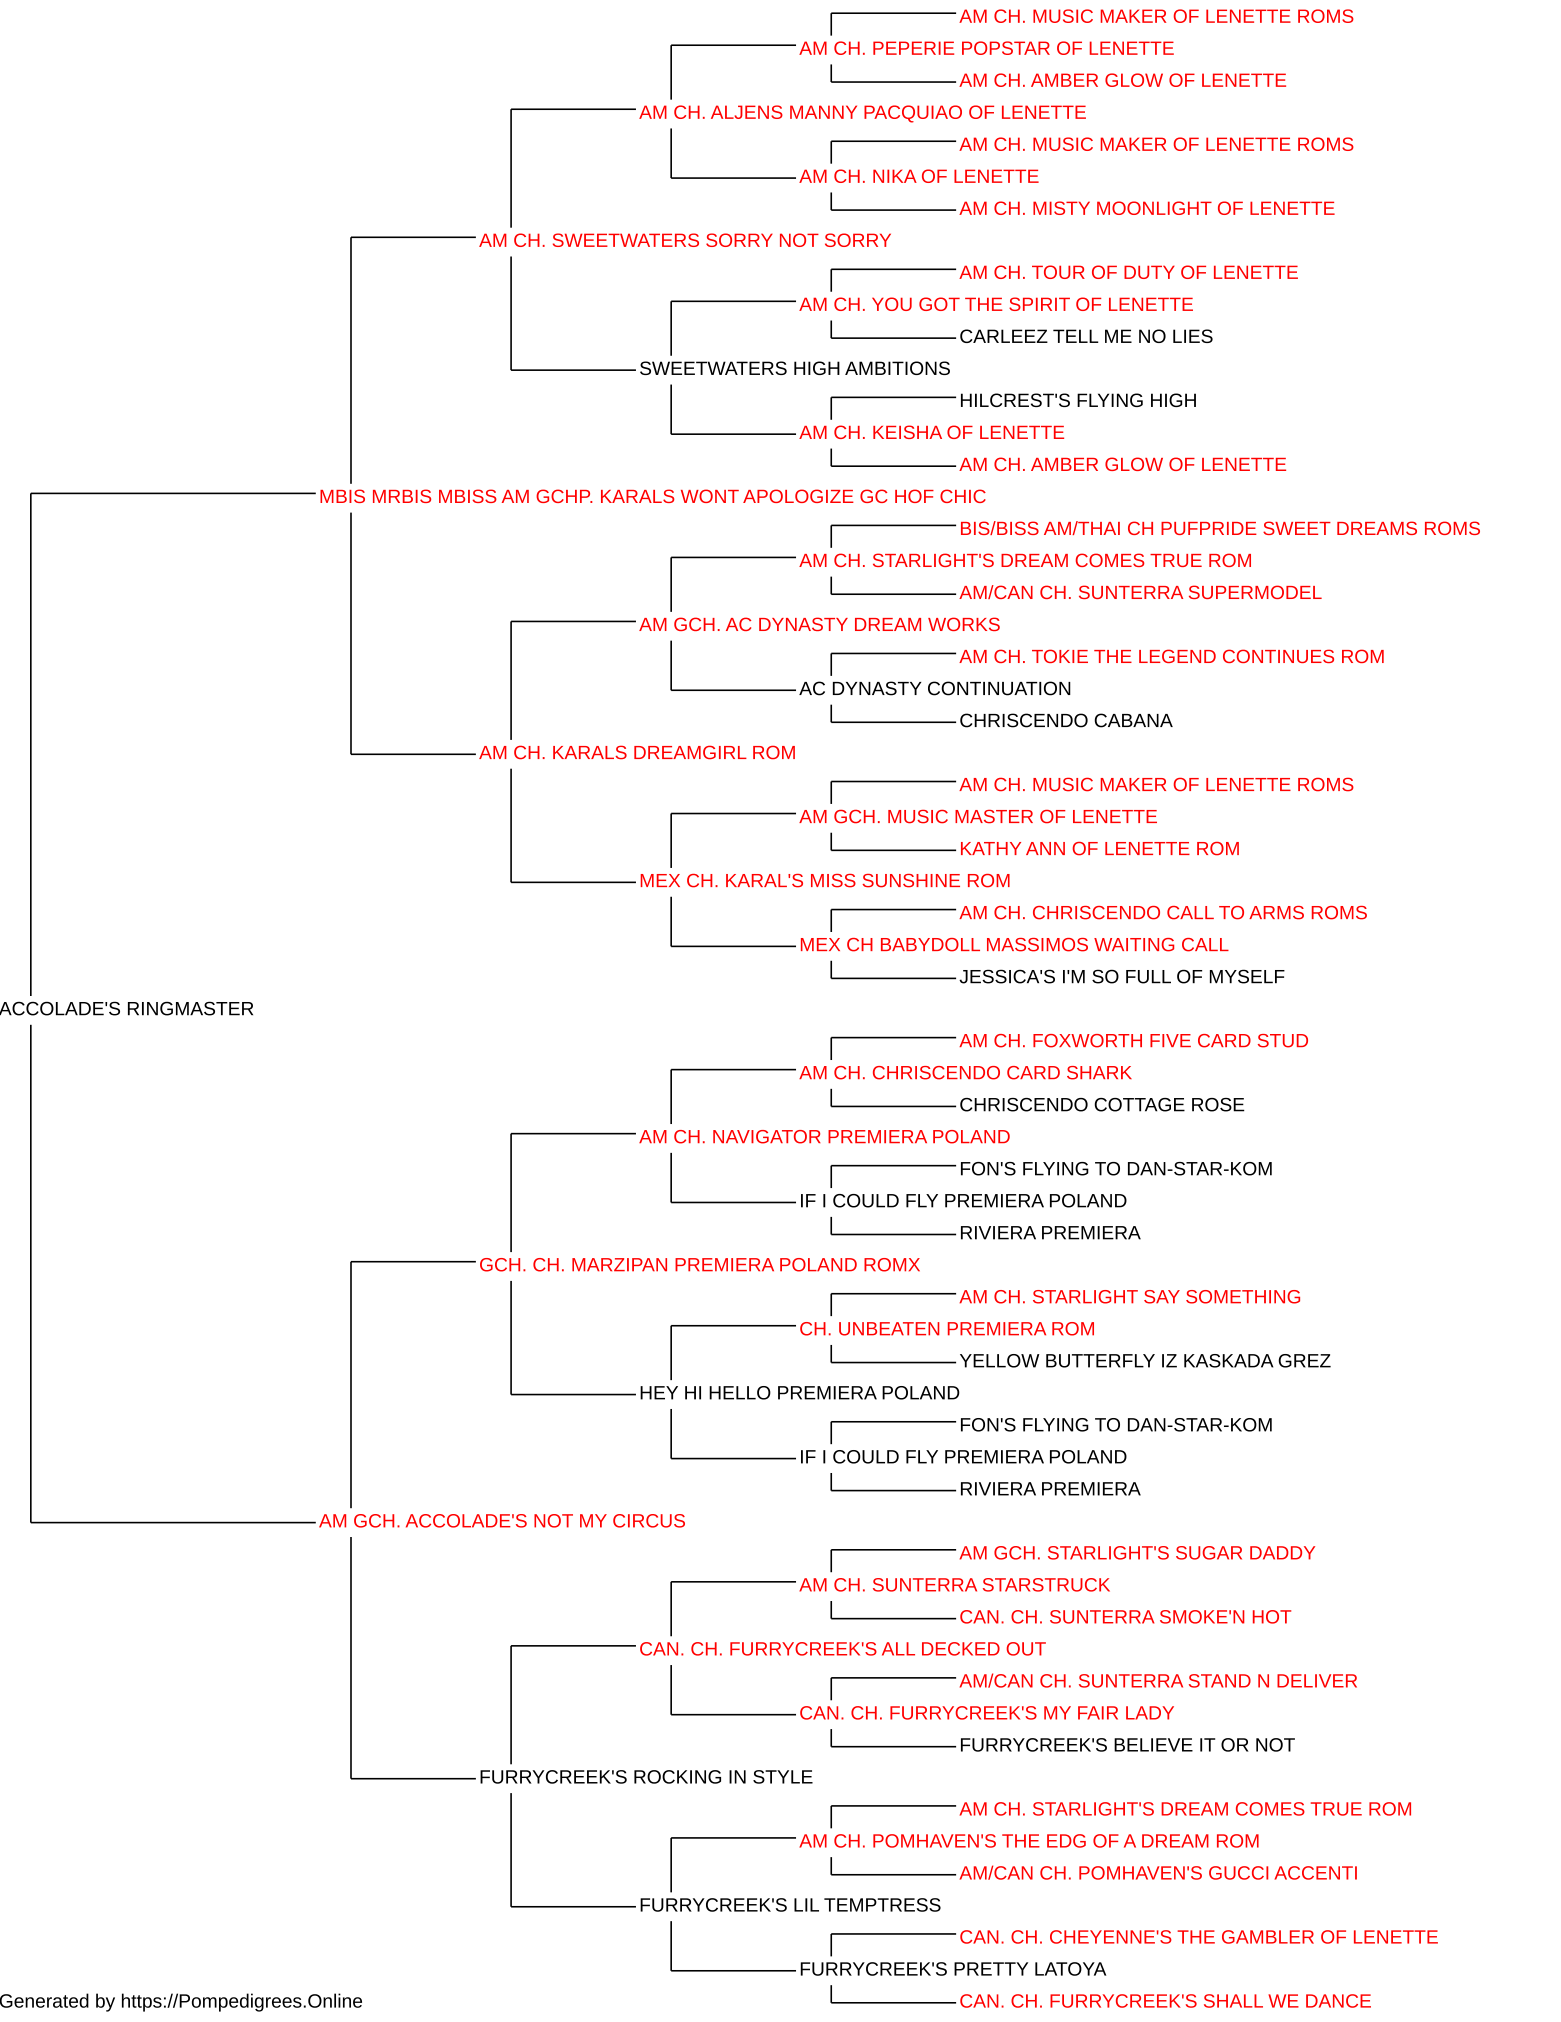 AM CH. MUSIC MAKER OF LENETTE ROMS
AM CH. PEPERIE POPSTAR OF LENETTE
AM CH. AMBER GLOW OF LENETTE
AM CH. ALJENS MANNY PACQUIAO OF LENETTE
AM CH. MUSIC MAKER OF LENETTE ROMS
AM CH. NIKA OF LENETTE
AM CH. MISTY MOONLIGHT OF LENETTE
AM CH. SWEETWATERS SORRY NOT SORRY
AM CH. TOUR OF DUTY OF LENETTE
AM CH. YOU GOT THE SPIRIT OF LENETTE
CARLEEZ TELL ME NO LIES
SWEETWATERS HIGH AMBITIONS
HILCREST'S FLYING HIGH
AM CH. KEISHA OF LENETTE
AM CH. AMBER GLOW OF LENETTE
MBIS MRBIS MBISS AM GCHP. KARALS WONT APOLOGIZE GC HOF CHIC
BIS/BISS AM/THAI CH PUFPRIDE SWEET DREAMS ROMS
AM CH. STARLIGHT'S DREAM COMES TRUE ROM
AM/CAN CH. SUNTERRA SUPERMODEL
AM GCH. AC DYNASTY DREAM WORKS
AM CH. TOKIE THE LEGEND CONTINUES ROM
AC DYNASTY CONTINUATION
CHRISCENDO CABANA
AM CH. KARALS DREAMGIRL ROM
AM CH. MUSIC MAKER OF LENETTE ROMS
AM GCH. MUSIC MASTER OF LENETTE
KATHY ANN OF LENETTE ROM
MEX CH. KARAL'S MISS SUNSHINE ROM
AM CH. CHRISCENDO CALL TO ARMS ROMS
MEX CH BABYDOLL MASSIMOS WAITING CALL
JESSICA'S I'M SO FULL OF MYSELF
ACCOLADE'S RINGMASTER
AM CH. FOXWORTH FIVE CARD STUD
AM CH. CHRISCENDO CARD SHARK
CHRISCENDO COTTAGE ROSE
AM CH. NAVIGATOR PREMIERA POLAND
FON'S FLYING TO DAN-STAR-KOM
IF I COULD FLY PREMIERA POLAND
RIVIERA PREMIERA
GCH. CH. MARZIPAN PREMIERA POLAND ROMX
AM CH. STARLIGHT SAY SOMETHING
CH. UNBEATEN PREMIERA ROM
YELLOW BUTTERFLY IZ KASKADA GREZ
HEY HI HELLO PREMIERA POLAND
FON'S FLYING TO DAN-STAR-KOM
IF I COULD FLY PREMIERA POLAND
RIVIERA PREMIERA
AM GCH. ACCOLADE'S NOT MY CIRCUS
AM GCH. STARLIGHT'S SUGAR DADDY
AM CH. SUNTERRA STARSTRUCK
CAN. CH. SUNTERRA SMOKE'N HOT
CAN. CH. FURRYCREEK'S ALL DECKED OUT
AM/CAN CH. SUNTERRA STAND N DELIVER
CAN. CH. FURRYCREEK'S MY FAIR LADY
FURRYCREEK'S BELIEVE IT OR NOT
FURRYCREEK'S ROCKING IN STYLE
AM CH. STARLIGHT'S DREAM COMES TRUE ROM
AM CH. POMHAVEN'S THE EDG OF A DREAM ROM
AM/CAN CH. POMHAVEN'S GUCCI ACCENTI
FURRYCREEK'S LIL TEMPTRESS
CAN. CH. CHEYENNE'S THE GAMBLER OF LENETTE
FURRYCREEK'S PRETTY LATOYA
CAN. CH. FURRYCREEK'S SHALL WE DANCE
Generated by https://Pompedigrees.Online